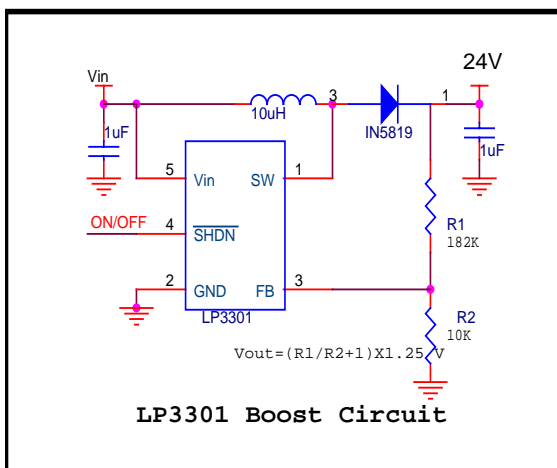 Vin
24V
3
1
10uH
IN5819
1uF
1uF
5
Vin
SW
1
ON/OFF
4
SHDN
R1
182K
2
GND
FB
3
LP3301
R2
10K
Vout=(R1/R2+1)X1.25 V
LP3301 Boost Circuit